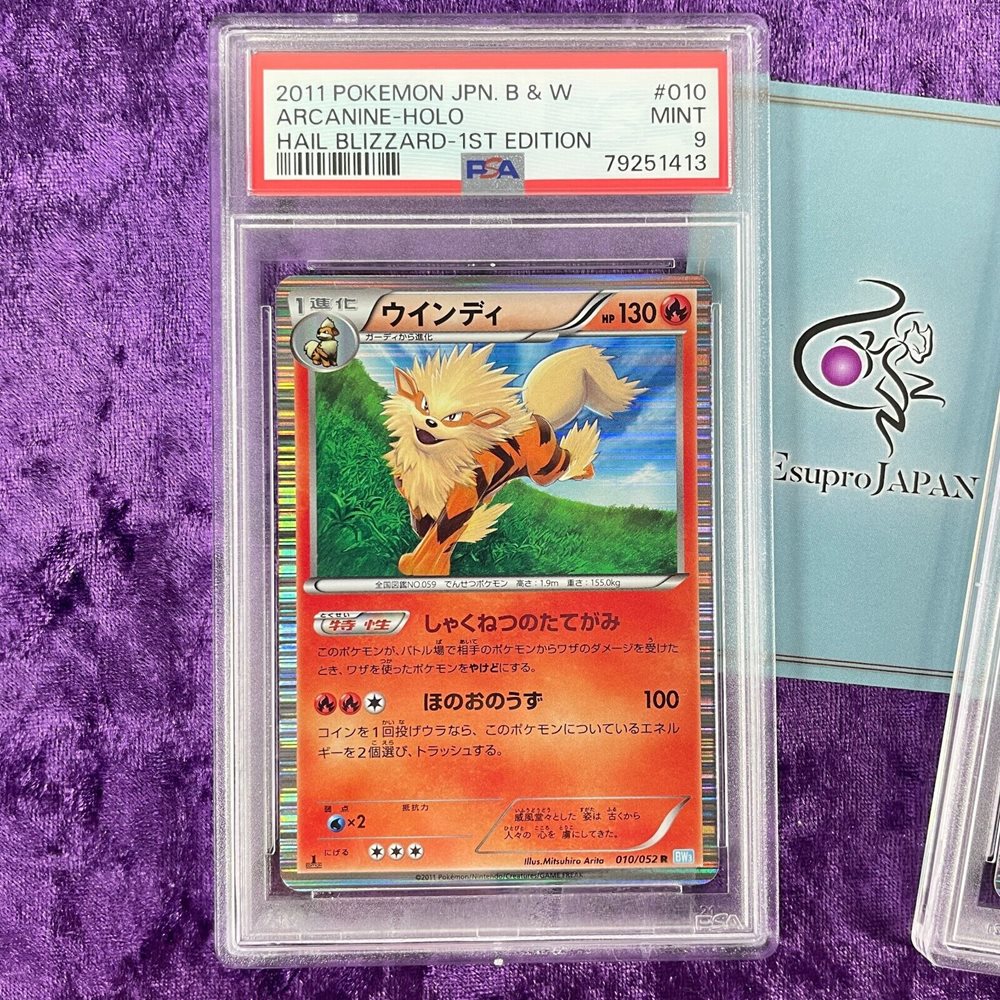 2011 POKEMON JPN. B & W #010
ARCANINE-HOLO MINT
HAIL BLIZZARD-1ST EDITION 9
PSA 79251413
1進化 ウインディ HP 130
ガーディから進化
全国図鑑NO.059 でんせつポケモン 高さ:1.9m 重さ:155.0kg
とくせい
特性 しゃくねつのたてがみ
このポケモンが、バトル場で相手のポケモンからワザのダメージを受けた
とき、ワザを使ったポケモンをやけどにする。
ほのおのうず 100
コインを1回投げウラなら、このポケモンについているエネル
ギーを2個選び、トラッシュする。
弱点 抵抗力
×2
威風堂々とした 姿は 古くから
人々の 心を 虜にしてきた。
にげる
1 EDITION
Illus.Mitsuhiro Arita 010/052 R BW3
©2011 Pokémon/Nintendo/Creatures/GAME FREAK.
PSA
EsuproJAPAN